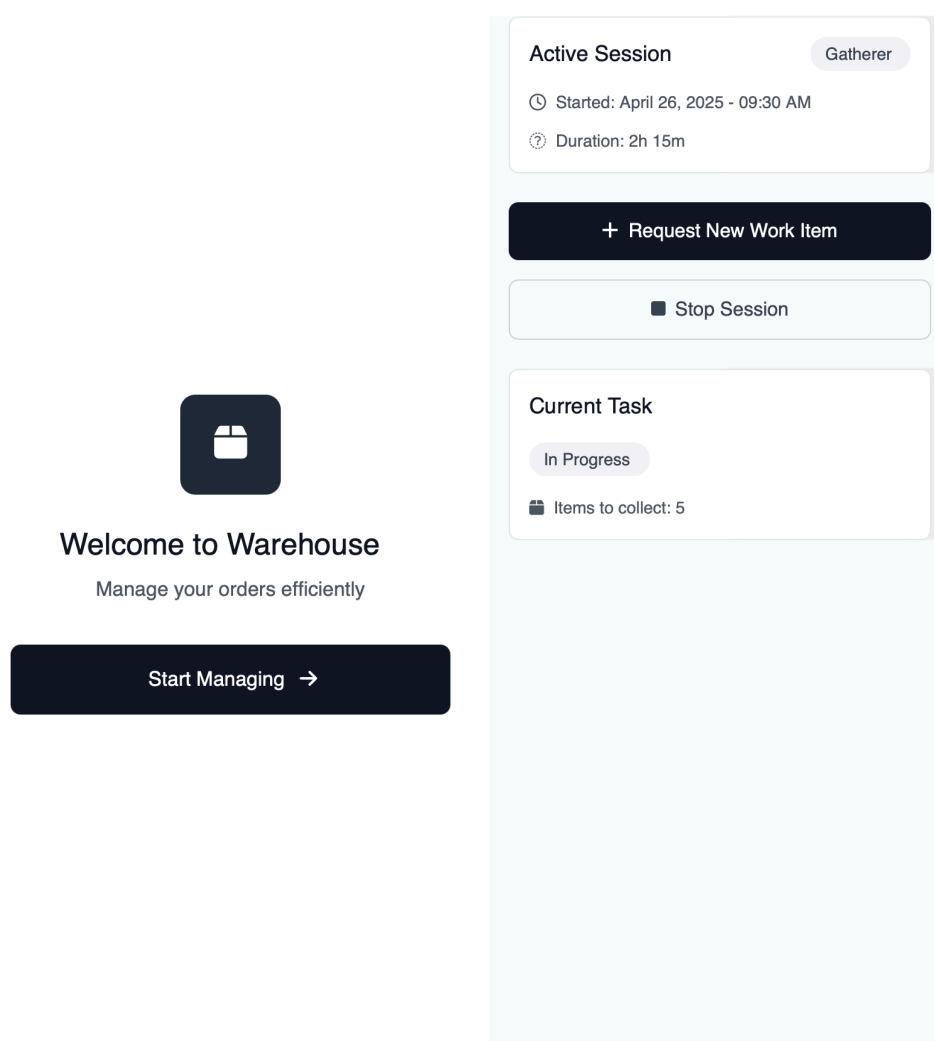 Welcome to Warehouse
Manage your orders efficiently
Start Managing
Active Session
Gatherer
Started: April 26, 2025 - 09:30 AM
Duration: 2h 15m
Request New Work Item
Stop Session
Current Task
In Progress
Items to collect: 5